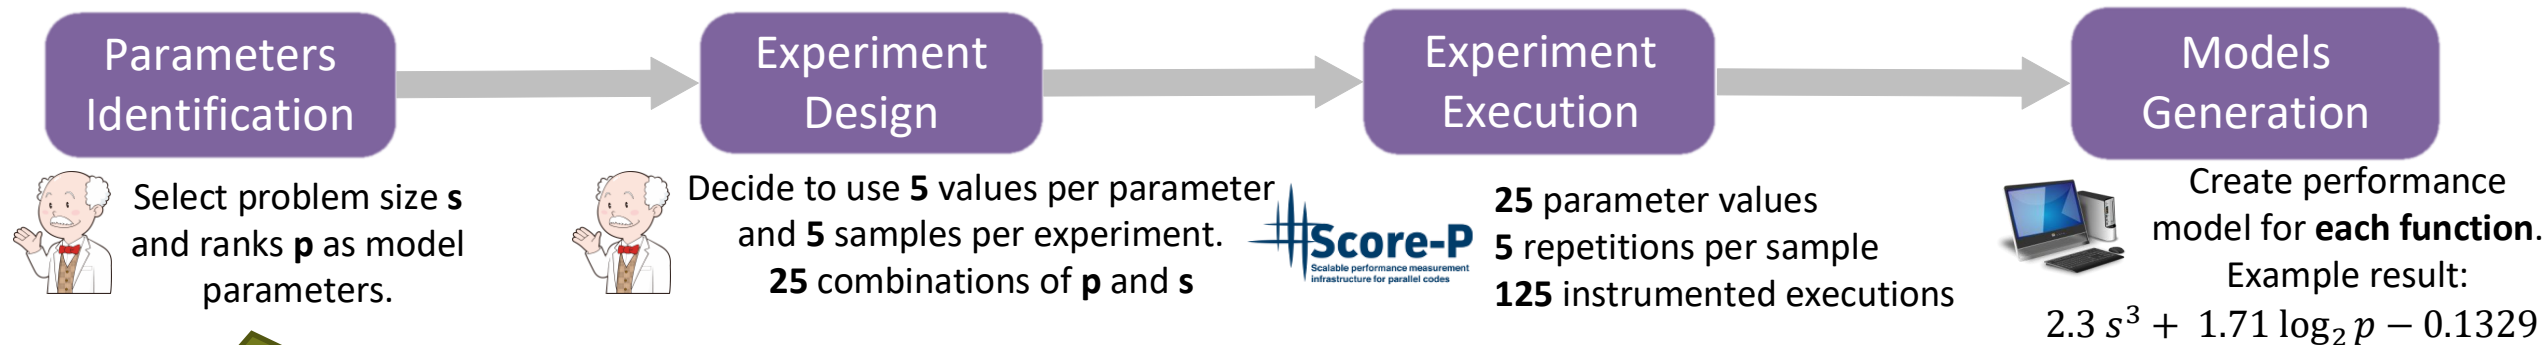 Parameters
Identification
Experiment
Design
Experiment
Execution
Models
Generation
Select problem size s
and ranks p as model
parameters.
Decide to use 5 values per parameter
and 5 samples per experiment.
25 combinations of p and s
Score-P
Scalable performance measurement
infrastructure for parallel codes
25 parameter values
5 repetitions per sample
125 instrumented executions
Create performance
model for each function.
Example result:
2.3 s³ + 1.71 log₂ p − 0.1329